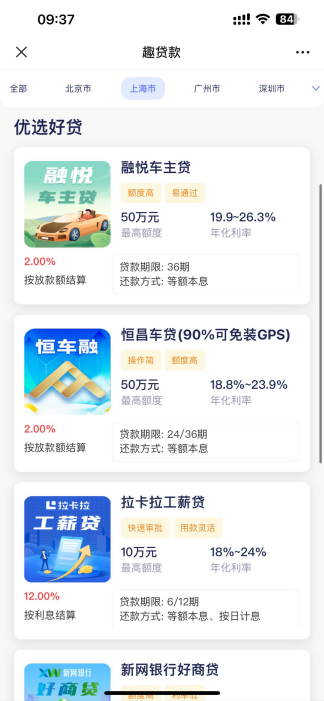 09:37
84
趣贷款
全部
北京市
上海市
广州市
深圳市
优选好贷
融悦
车主贷
融悦车主贷
额度高
易通过
50万元
19.9~26.3%
最高额度
年化利率
2.00%
按放款额结算
贷款期限: 36期
还款方式: 等额本息
恒车融
恒昌车贷(90%可免装GPS)
操作简
额度高
50万元
18.8%~23.9%
最高额度
年化利率
2.00%
按放款额结算
贷款期限: 24/36期
还款方式: 等额本息
拉卡拉
工薪贷
拉卡拉工薪贷
快速审批
用款灵活
10万元
18%~24%
最高额度
年化利率
12.00%
按利息结算
贷款期限: 6/12期
还款方式: 等额本息、按日计息
XW 新网银行
好商贷
新网银行好商贷
额度高
利率低